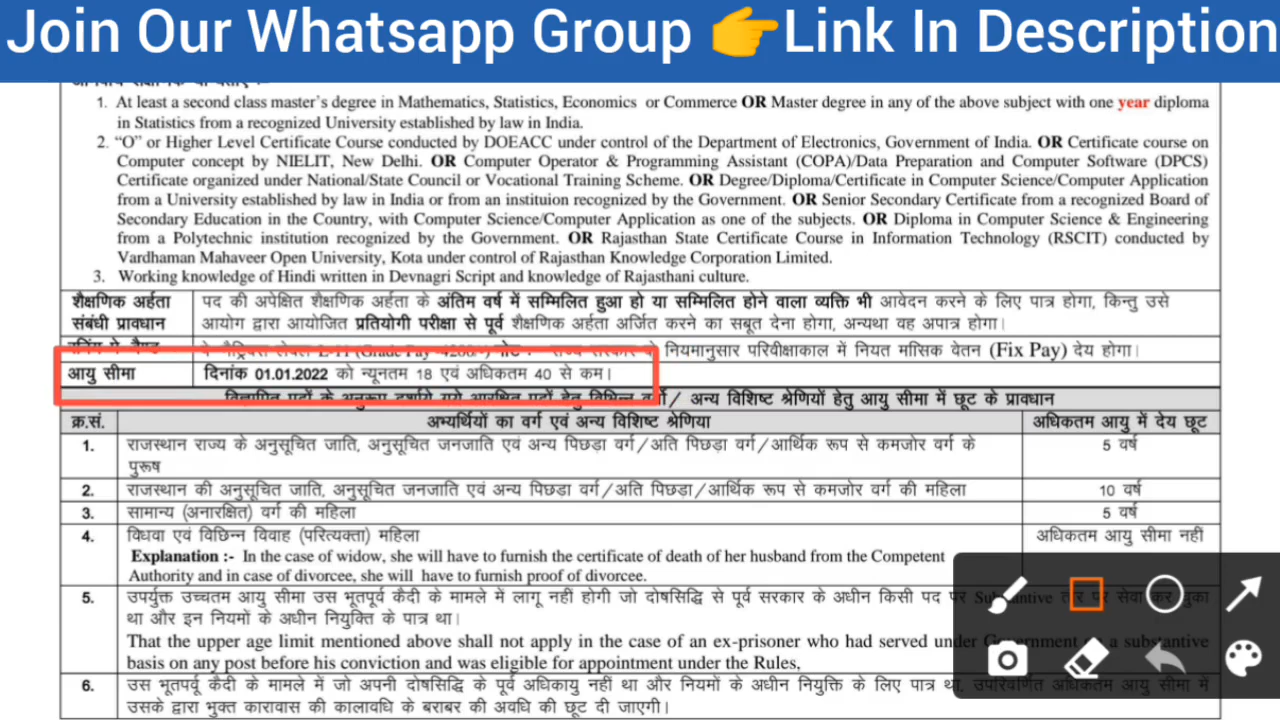 Join Our Whatsapp Group 👉Link In Description
1. At least a second class master's degree in Mathematics, Statistics, Economics or Commerce OR Master degree in any of the above subject with one year diploma
in Statistics from a recognized University established by law in India.
2. “O” or Higher Level Certificate Course conducted by DOEACC under control of the Department of Electronics, Government of India. OR Certificate course on
Computer concept by NIELIT, New Delhi. OR Computer Operator & Programming Assistant (COPA)/Data Preparation and Computer Software (DPCS)
Certificate organized under National/State Council or Vocational Training Scheme. OR Degree/Diploma/Certificate in Computer Science/Computer Application
from a University established by law in India or from an instituion recognized by the Government. OR Senior Secondary Certificate from a recognized Board of
Secondary Education in the Country, with Computer Science/Computer Application as one of the subjects. OR Diploma in Computer Science & Engineering
from a Polytechnic institution recognized by the Government. OR Rajasthan State Certificate Course in Information Technology (RSCIT) conducted by
Vardhaman Mahaveer Open University, Kota under control of Rajasthan Knowledge Corporation Limited.
3. Working knowledge of Hindi written in Devnagri Script and knowledge of Rajasthani culture.
शैक्षणिक अर्हता पद की अपेक्षित शैक्षणिक अर्हता के अंतिम वर्ष में सम्मिलित हुआ हो या सम्मिलित होने वाला व्यक्ति भी आवेदन करने के लिए पात्र होगा, किन्तु उसे
संबंधी प्रावधान आयोग द्वारा आयोजित प्रतियोगी परीक्षा से पूर्व शैक्षणिक अर्हता अर्जित करने का सबूत देना होगा, अन्यथा वह अपात्र होगा।
नियमानुसार परिवीक्षाकाल में नियत मासिक वेतन (Fix Pay) देय होगा।
आयु सीमा दिनांक 01.01.2022 को न्यूनतम 18 एवं अधिकतम 40 से कम।
विज्ञापित पदों के अनुरूप दर्शाये गये आरक्षित पदों हेतु विभिन्न वर्गो/ अन्य विशिष्ट श्रेणियों हेतु आयु सीमा में छूट के प्रावधान
क्र.सं. अभ्यर्थियों का वर्ग एवं अन्य विशिष्ट श्रेणिया अधिकतम आयु में देय छूट
1. राजस्थान राज्य के अनुसूचित जाति, अनुसूचित जनजाति एवं अन्य पिछड़ा वर्ग/अति पिछड़ा वर्ग/आर्थिक रूप से कमजोर वर्ग के 5 वर्ष
पुरूष
2. राजस्थान की अनुसूचित जाति, अनुसूचित जनजाति एवं अन्य पिछड़ा वर्ग/अति पिछड़ा/आर्थिक रूप से कमजोर वर्ग की महिला 10 वर्ष
3. सामान्य (अनारक्षित) वर्ग की महिला 5 वर्ष
4. विधवा एवं विछिन्न विवाह (परित्यक्ता) महिला अधिकतम आयु सीमा नहीं
Explanation :- In the case of widow, she will have to furnish the certificate of death of her husband from the Competent
Authority and in case of divorcee, she will have to furnish proof of divorcee.
5. उपर्युक्त उच्चतम आयु सीमा उस भूतपूर्व कैदी के मामले में लागू नहीं होगी जो दोषसिद्धि से पूर्व सरकार के अधीन किसी पद पर Substantive तौर पर सेवा कर चुका
था और इन नियमों के अधीन नियुक्ति के पात्र था।
That the upper age limit mentioned above shall not apply in the case of an ex-prisoner who had served under Government on a substantive
basis on any post before his conviction and was eligible for appointment under the Rules,
6. उस भूतपर्वू कैदी के मामले में जो अपनी दोषसिद्धि के पूर्व अधिकायु नहीं था और नियमों के अधीन नियुक्ति के लिए पात्र था, उपरिवर्णित अधिकतम आयु सीमा में
उसके द्वारा भुक्त कारावास की कालावधि के बराबर की अवधि की छूट दी जाएगी।